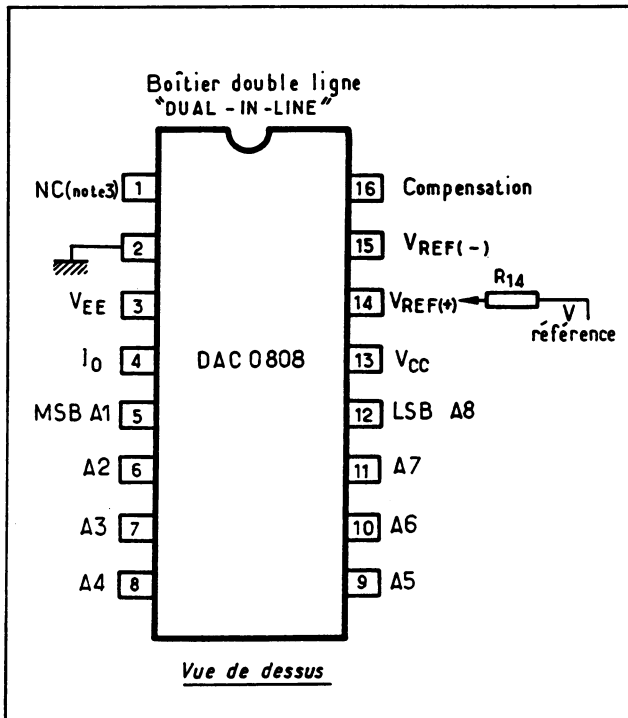 Boîtier double ligne
"DUAL - IN - LINE"
NC(note3) 1
16 Compensation
2
15 VREF(-)
VEE 3
14 VREF(+)
R14
V
référence
IO 4
DAC 0808
13 VCC
MSB A1 5
12 LSB A8
A2 6
11 A7
A3 7
10 A6
A4 8
9 A5
Vue de dessus